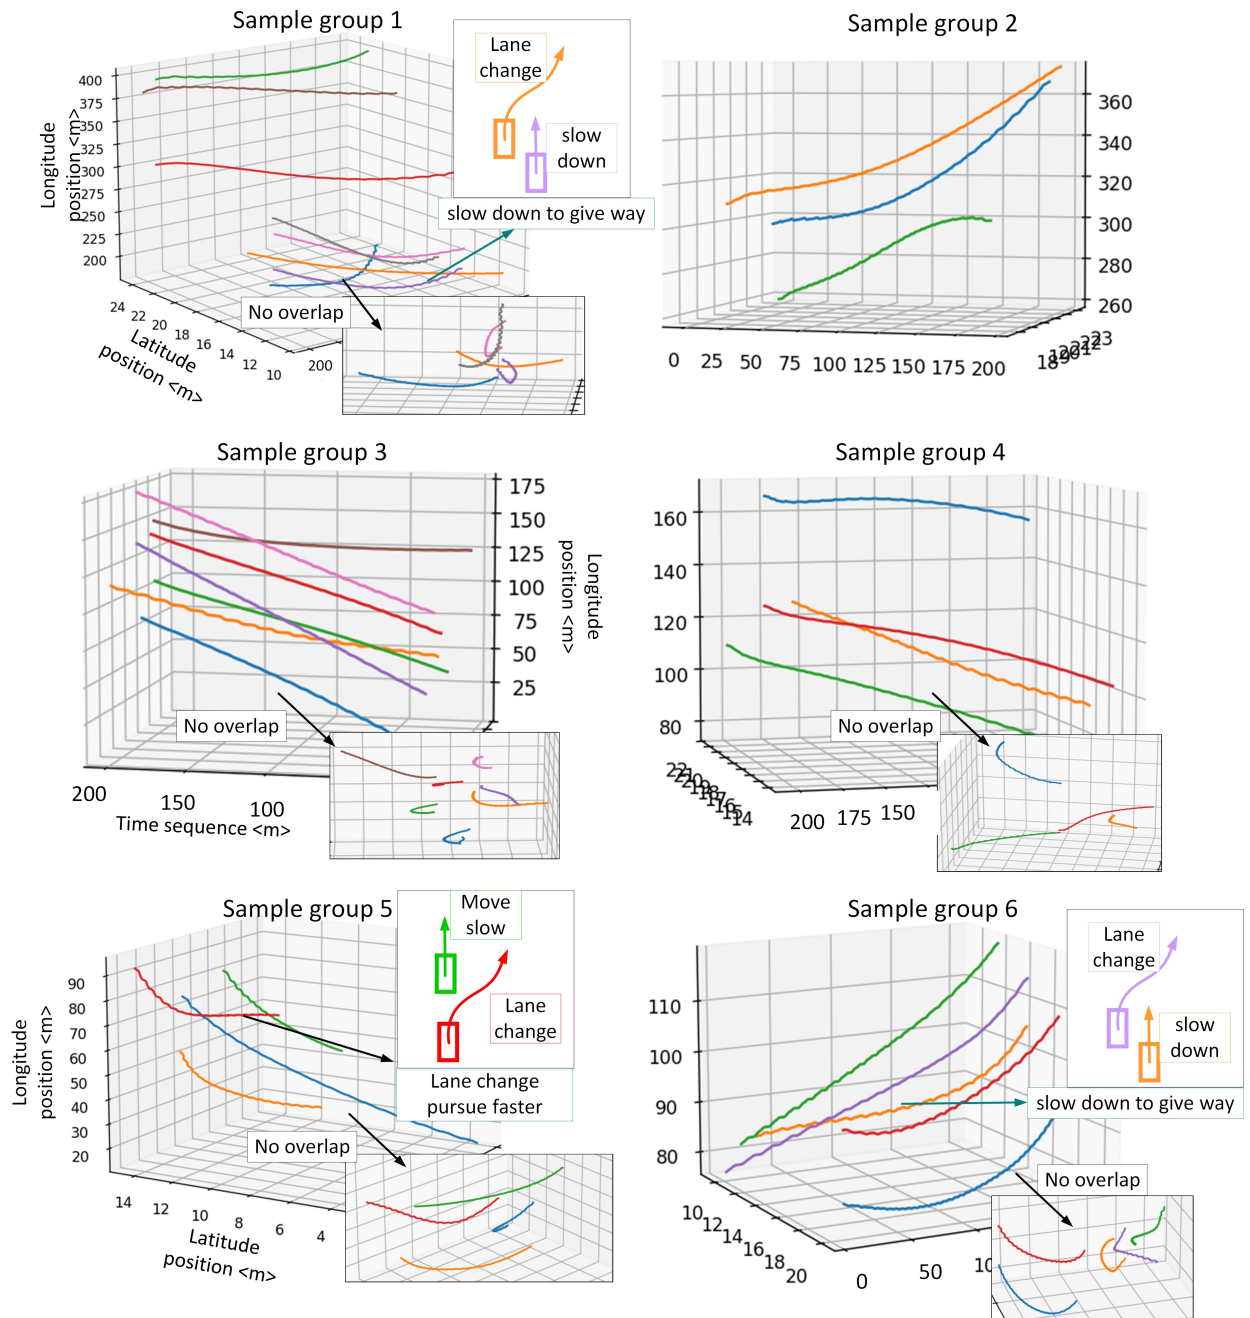 Sample group 1
Longitude
position <m>
400
375
350
325
300
275
250
225
200
24
22
20
18
16
14
12
10
200
Latitude
position <m>
Lane
change
slow
down
slow down to give way
No overlap
Sample group 2
360
340
320
300
280
260
0
25
50
75
100
125
150
175
200
23
Sample group 3
175
150
125
100
75
50
25
Longitude
position <m>
200
150
100
Time sequence <m>
No overlap
Sample group 4
160
140
120
100
80
22
14
200
175
150
No overlap
Sample group 5
Longitude
position <m>
90
80
70
60
50
40
30
20
14
12
10
8
6
4
Latitude
position <m>
Move
slow
Lane
change
Lane change
pursue faster
No overlap
Sample group 6
110
100
90
80
10
12
14
16
18
20
0
50
10
Lane
change
slow
down
slow down to give way
No overlap